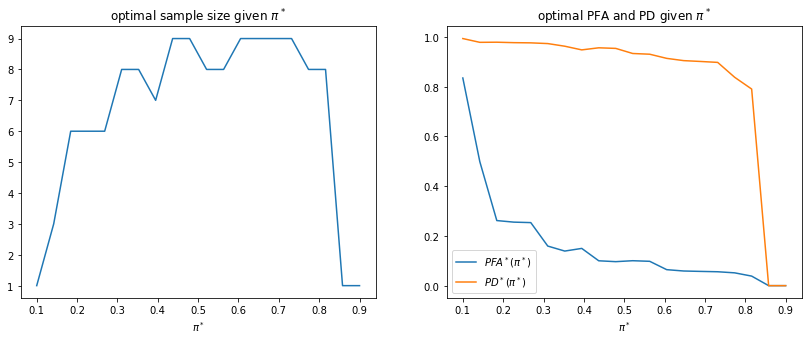 optimal sample size given π*
9
8
7
6
5
4
3
2
1
0.1 0.2 0.3 0.4 0.5 0.6 0.7 0.8 0.9
π*
optimal PFA and PD given π*
1.0
0.8
0.6
0.4
0.2
0.0
PFA*(π*)
PD*(π*)
0.1 0.2 0.3 0.4 0.5 0.6 0.7 0.8 0.9
π*